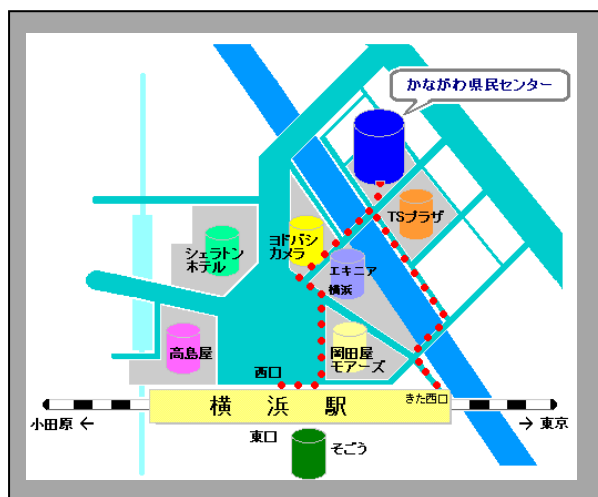 かながわ県民センター
TSプラザ
ヨドバシ
カメラ
シェラトン
ホテル
エキニア
横浜
高島屋
岡田屋
モアーズ
西口
きた西口
横浜駅
小田原 ←
→ 東京
東口
そごう